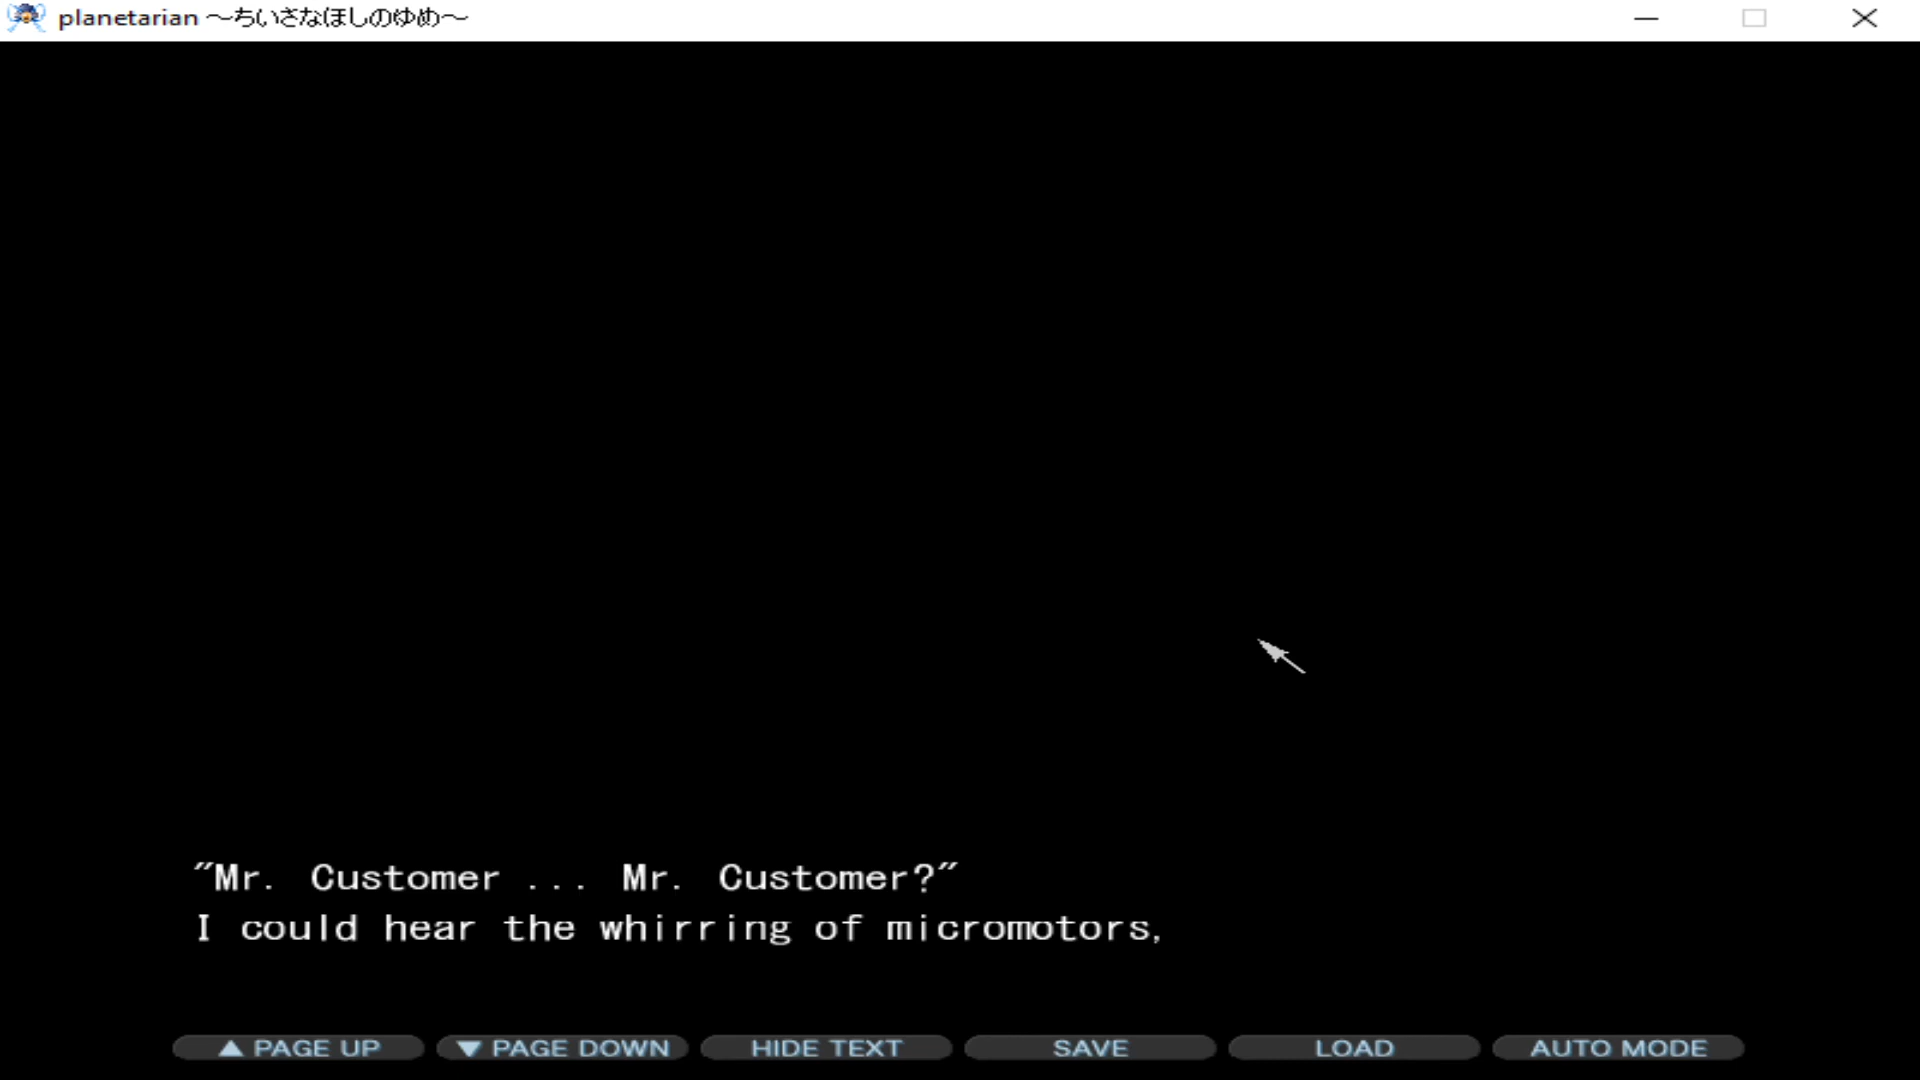 planetarian ～ちいさなほしのゆめ～
"Mr. Customer ... Mr. Customer?"
I could hear the whirring of micromotors,
▲ PAGE UP
▼ PAGE DOWN
HIDE TEXT
SAVE
LOAD
AUTO MODE